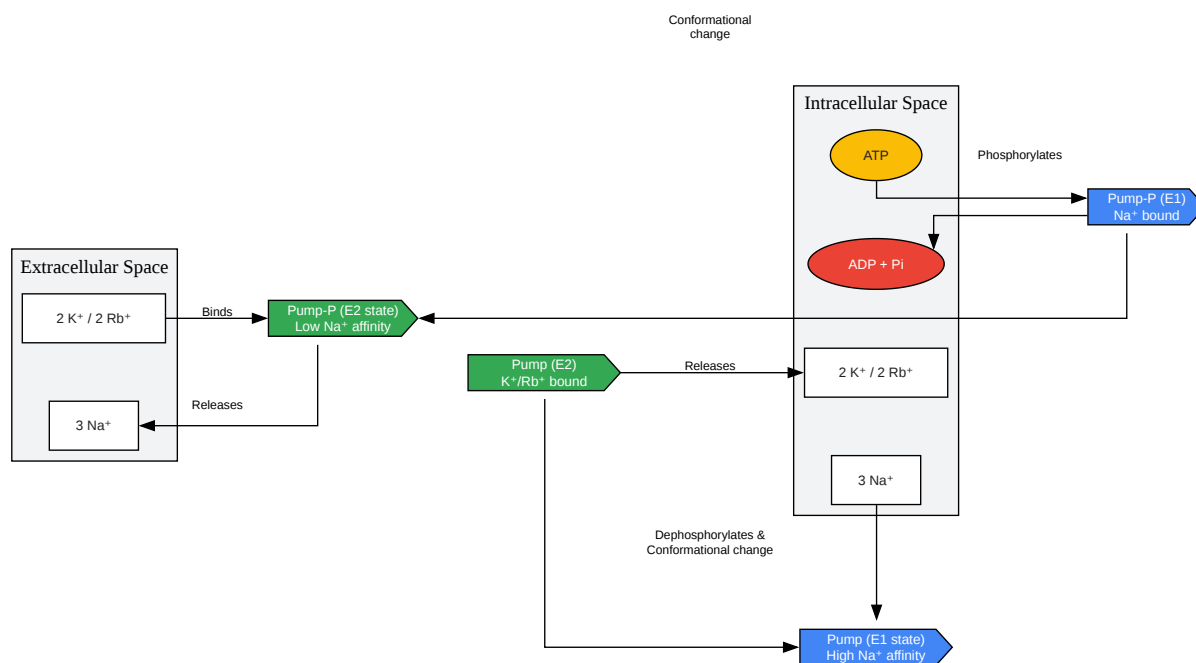 Conformational
change
Intracellular Space
ATP
Phosphorylates
Pump-P (E1)
Na⁺ bound
ADP + Pi
Extracellular Space
2 K⁺ / 2 Rb⁺
Binds
Pump-P (E2 state)
Low Na⁺ affinity
Pump (E2)
K⁺/Rb⁺ bound
Releases
2 K⁺ / 2 Rb⁺
Releases
3 Na⁺
3 Na⁺
Dephosphorylates &
Conformational change
Pump (E1 state)
High Na⁺ affinity